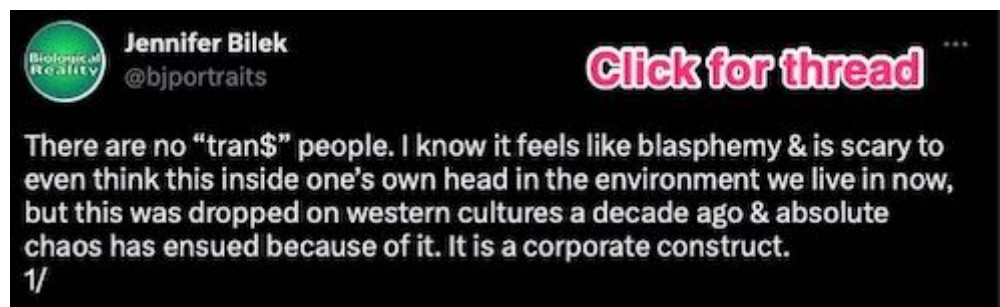 Biological
Reality
Jennifer Bilek
@bjportraits
Click for thread
There are no “tran$” people. I know it feels like blasphemy & is scary to
even think this inside one’s own head in the environment we live in now,
but this was dropped on western cultures a decade ago & absolute
chaos has ensued because of it. It is a corporate construct.
1/